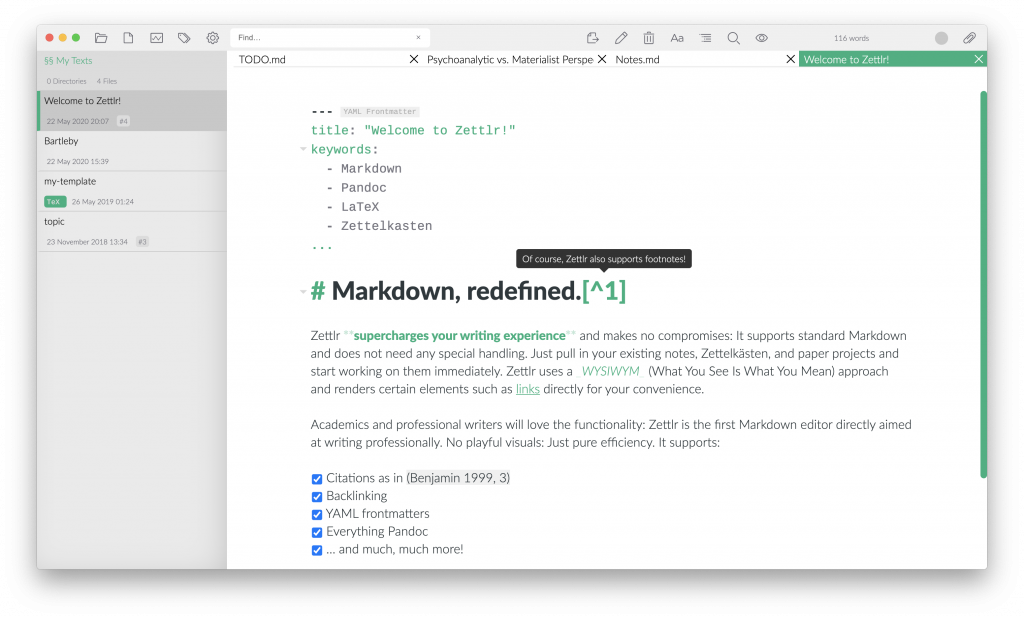 Find...
Aa
116 words
§§ My Texts
0 Directories 4 Files
Welcome to Zettlr!
22 May 2020 20:07 #4
Bartleby
22 May 2020 15:39
my-template
TeX 26 May 2019 01:24
topic
23 November 2018 13:34 #3
TODO.md
Psychoanalytic vs. Materialist Perspe
Notes.md
Welcome to Zettlr!
--- YAML Frontmatter
title: "Welcome to Zettlr!"
keywords:
- Markdown
- Pandoc
- LaTeX
- Zettelkasten
...
Of course, Zettlr also supports footnotes!
# Markdown, redefined.[^1]
Zettlr **supercharges your writing experience** and makes no compromises: It supports standard Markdown
and does not need any special handling. Just pull in your existing notes, Zettelkästen, and paper projects and
start working on them immediately. Zettlr uses a _WYSIWYM_ (What You See Is What You Mean) approach
and renders certain elements such as links directly for your convenience.
Academics and professional writers will love the functionality: Zettlr is the first Markdown editor directly aimed
at writing professionally. No playful visuals: Just pure efficiency. It supports:
Citations as in (Benjamin 1999, 3)
Backlinking
YAML frontmatters
Everything Pandoc
... and much, much more!